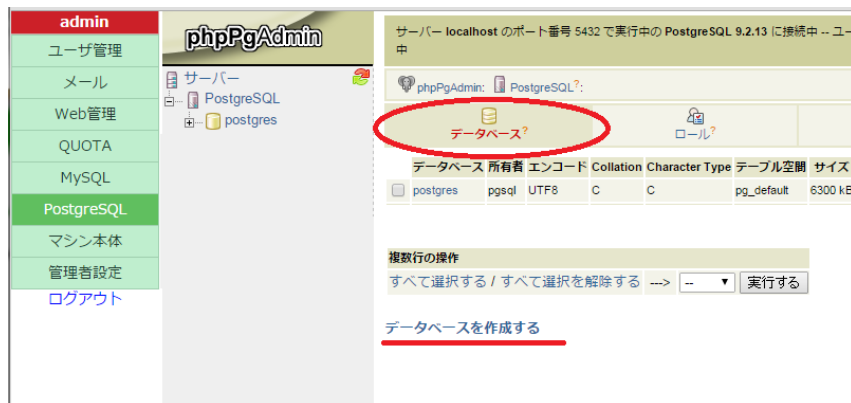 admin
ユーザ管理
メール
Web管理
QUOTA
MySQL
PostgreSQL
マシン本体
管理者設定
ログアウト
phpPgAdmin
サーバー
PostgreSQL
postgres
サーバー localhost のポート番号 5432 で実行中の PostgreSQL 9.2.13 に接続中 -- ユー
中
phpPgAdmin: PostgreSQL?:
データベース? ロール?
データベース 所有者 エンコード Collation Character Type テーブル空間 サイズ
postgres pgsql UTF8 C C pg_default 6300 kB
複数行の操作
すべて選択する / すべて選択を解除する ---> -- 実行する
データベースを作成する